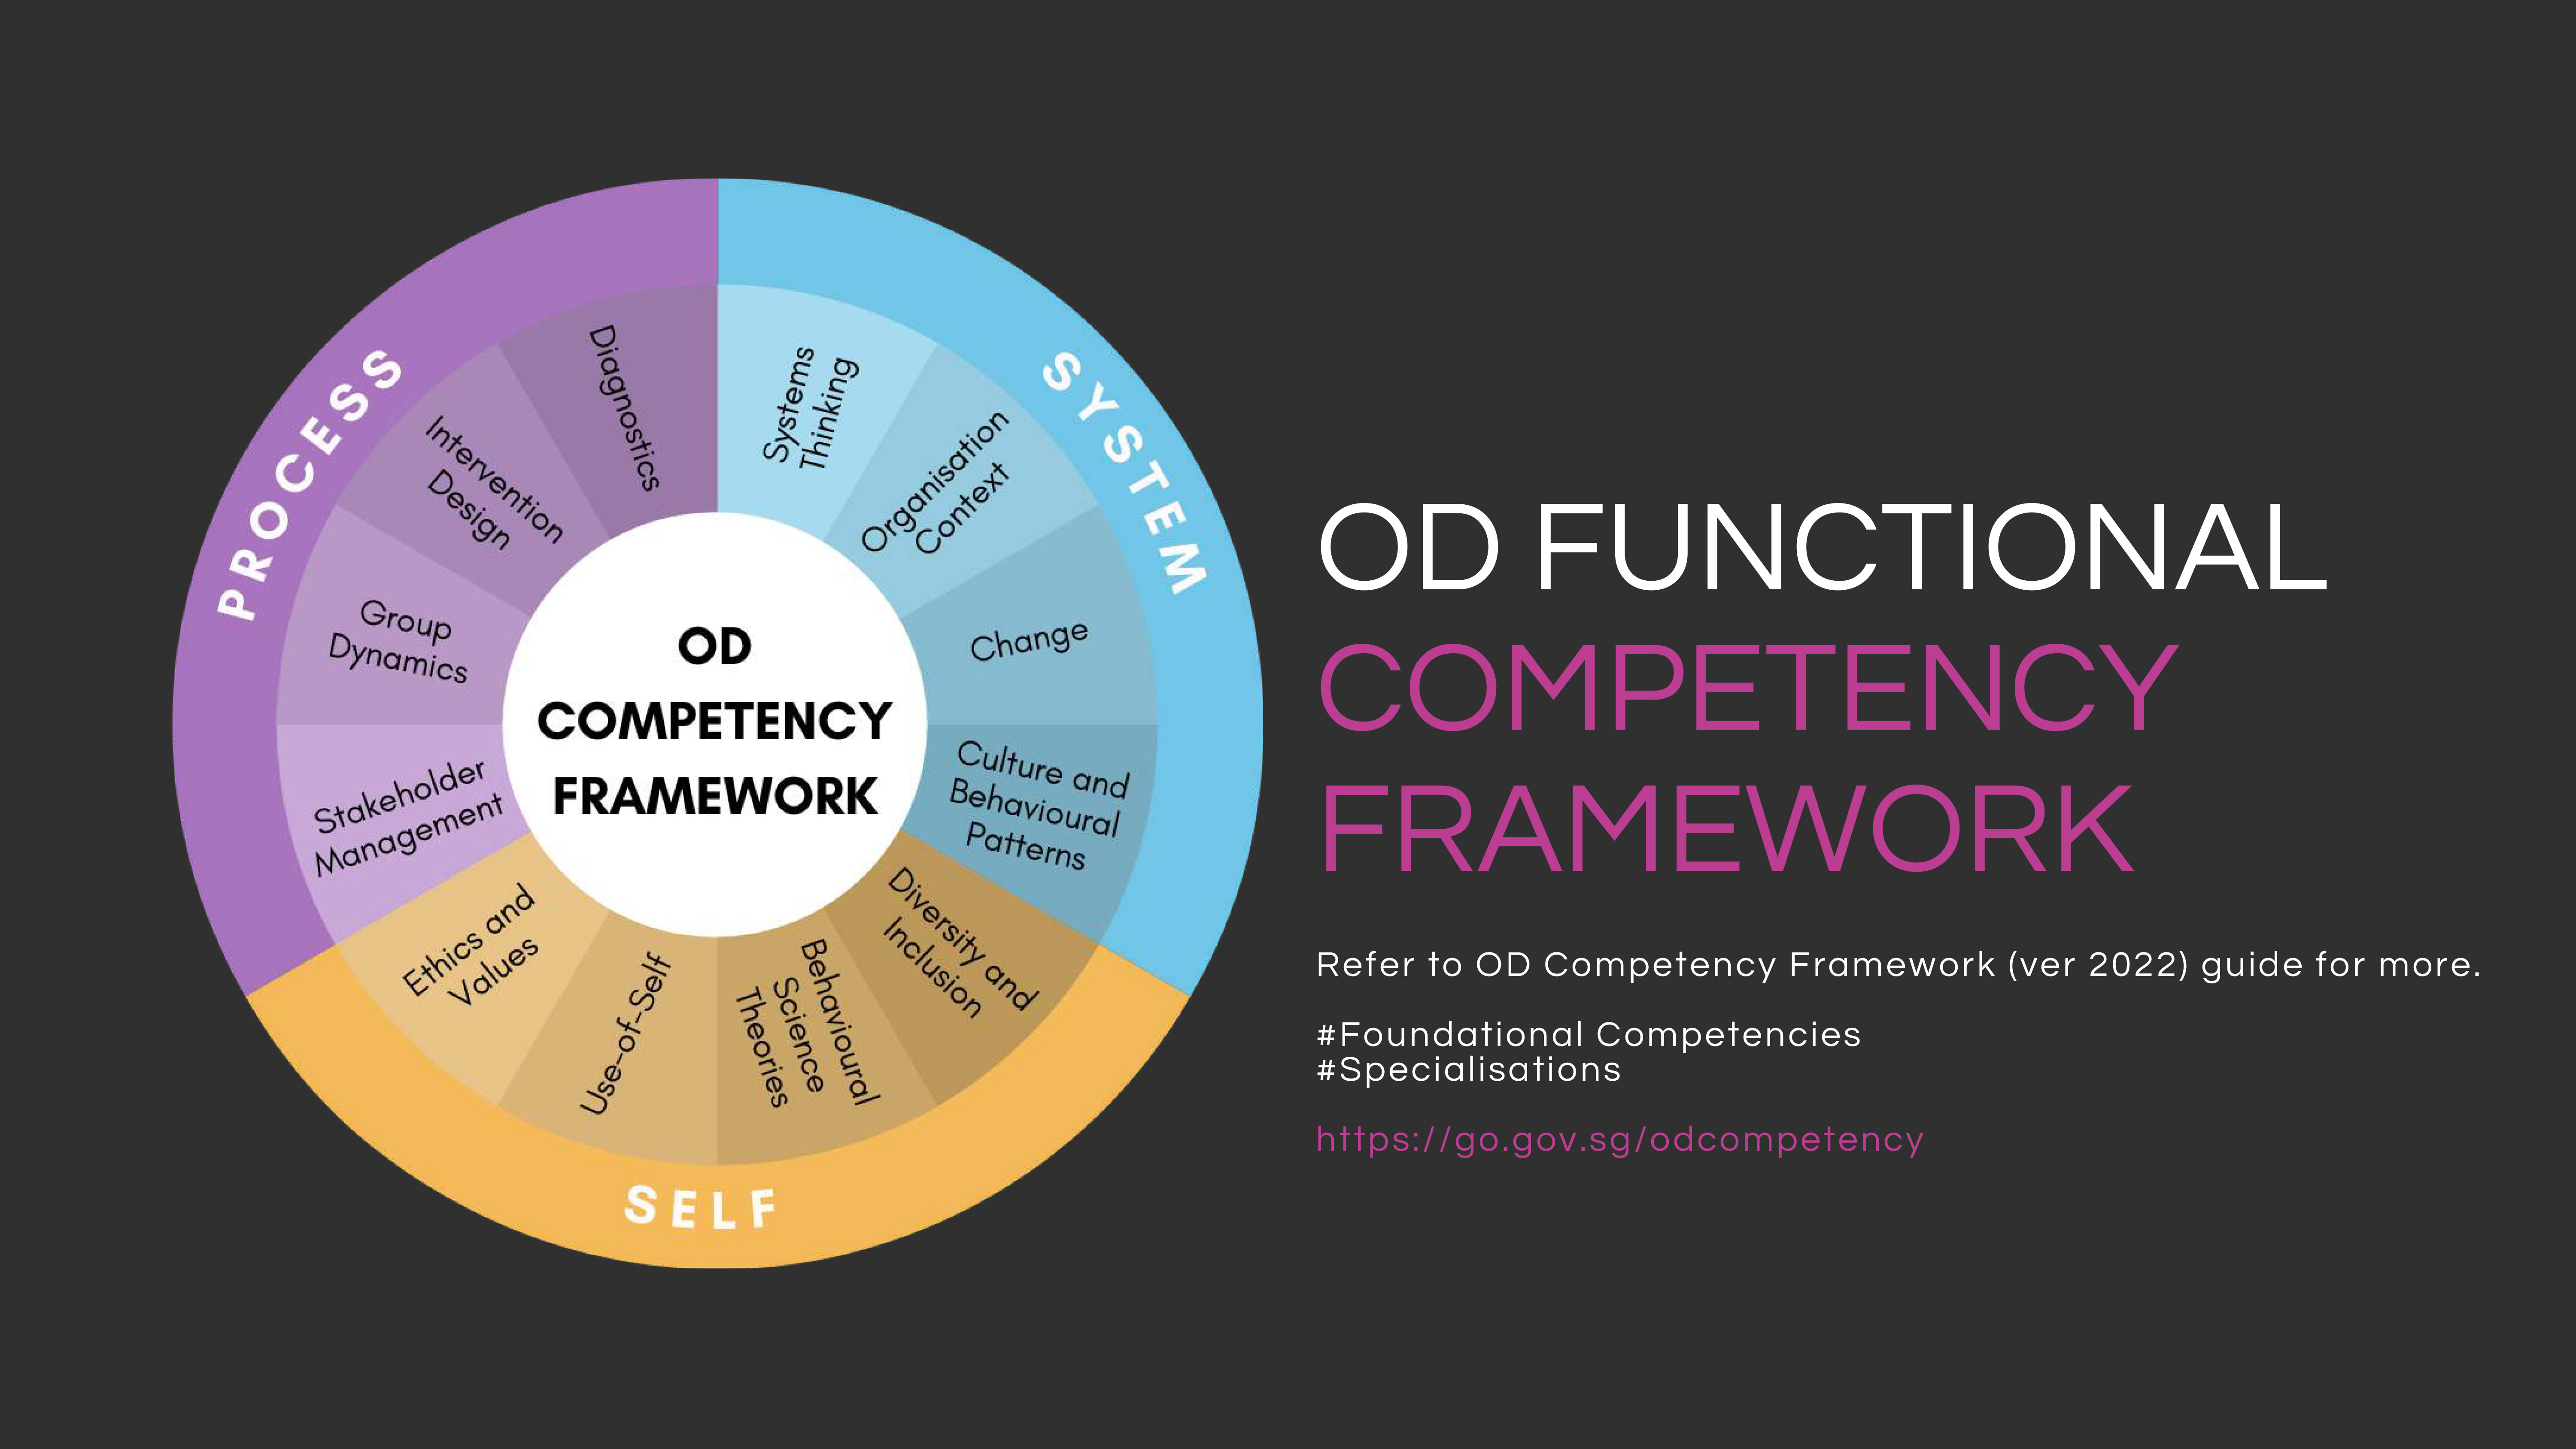 PROCESS
SYSTEM
SELF
Diagnostics
Intervention
Design
Group
Dynamics
Stakeholder
Management
Systems
Thinking
Organisation
Context
Change
Culture and
Behavioural
Patterns
Diversity and
Inclusion
Behavioural
Science
Theories
Use-of-Self
Ethics and
Values
OD
COMPETENCY
FRAMEWORK
OD FUNCTIONAL
COMPETENCY
FRAMEWORK
Refer to OD Competency Framework (ver 2022) guide for more.
#Foundational Competencies
#Specialisations
https://go.gov.sg/odcompetency